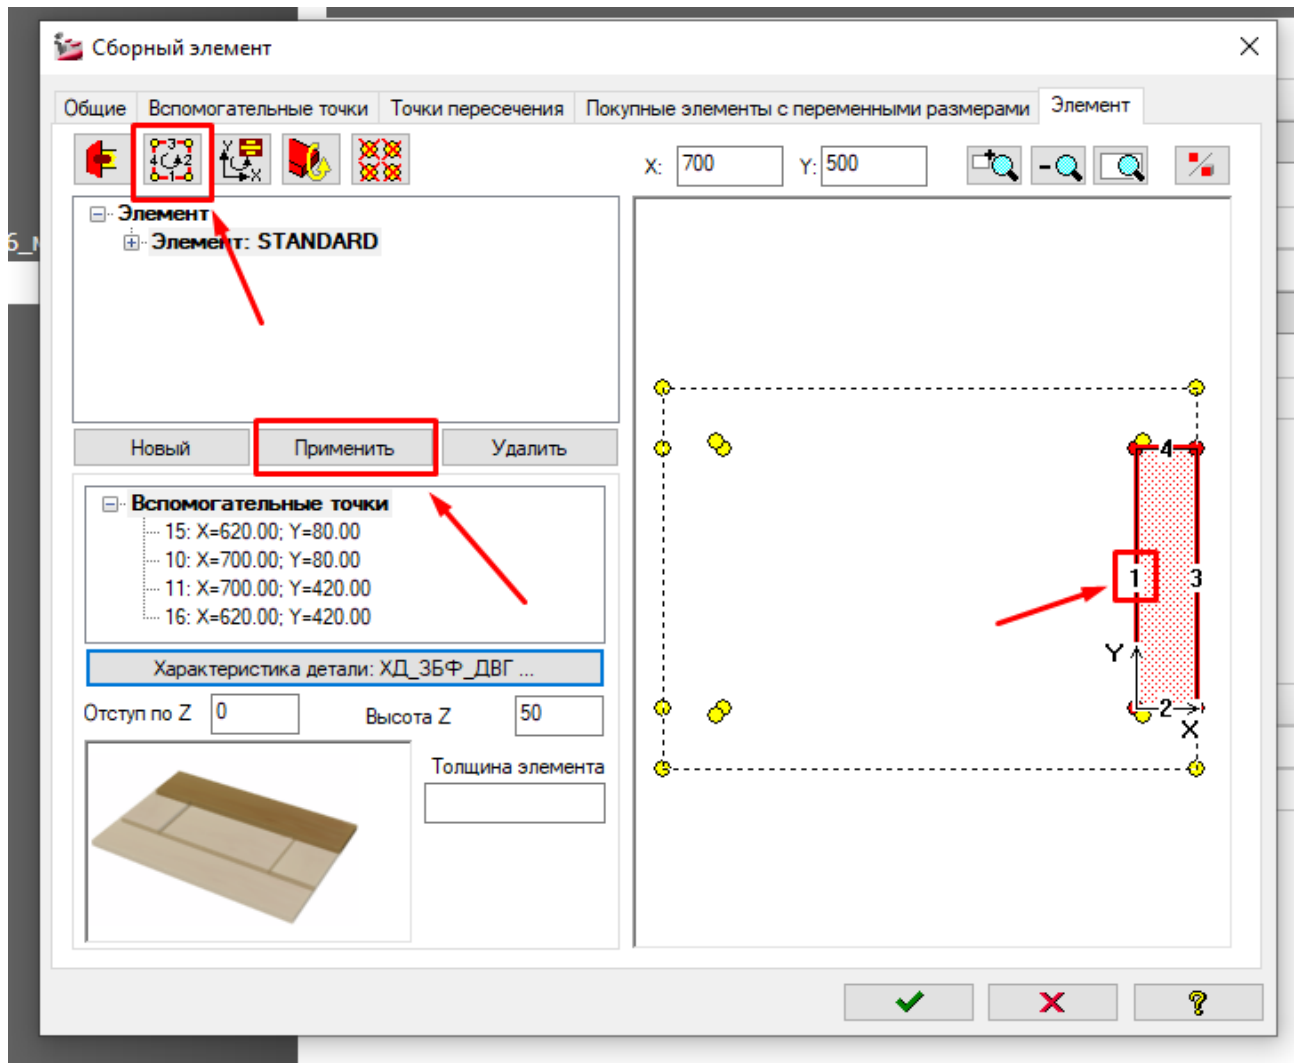 Сборный элемент
Общие Вспомогательные точки Точки пересечения Покупные элементы с переменными размерами Элемент
X: 700 Y: 500
Элемент
Элемент: STANDARD
Новый Применить Удалить
Вспомогательные точки
15: X=620.00; Y=80.00
10: X=700.00; Y=80.00
11: X=700.00; Y=420.00
16: X=620.00; Y=420.00
Характеристика детали: ХД_ЗБФ_ДВГ ...
Отступ по Z 0 Высота Z 50
Толщина элемента
4
1 3
Y
2
X